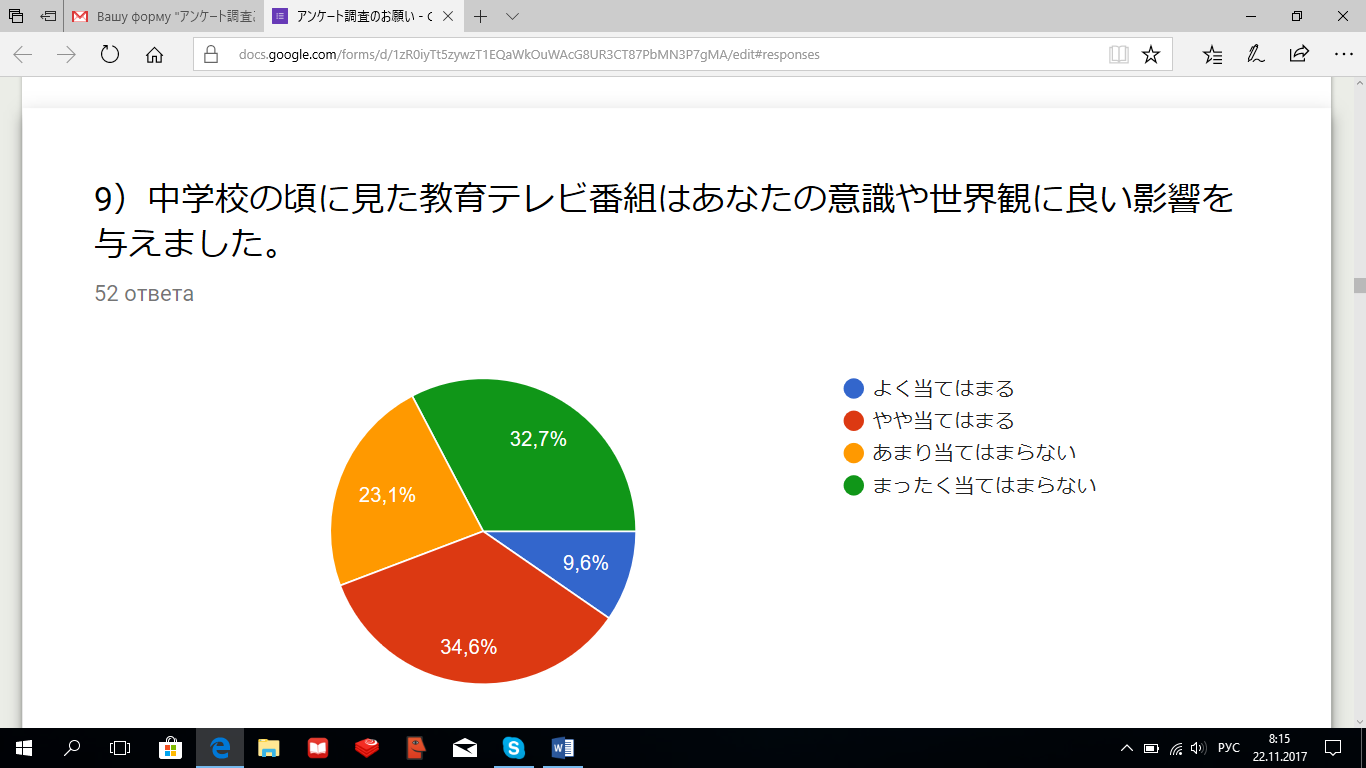 Вашу форму "アンケート調査
アンケート調査のお願い - G
docs.google.com/forms/d/1zR0iyTt5zywzT1EQaWkOuWAcG8UR3CT87PbMN3P7gMA/edit#responses
9）中学校の頃に見た教育テレビ番組はあなたの意識や世界観に良い影響を
与えました。
52 ответа
よく当てはまる
やや当てはまる
あまり当てはまらない
まったく当てはまらない
32,7%
23,1%
9,6%
34,6%
РУС
8:15
22.11.2017